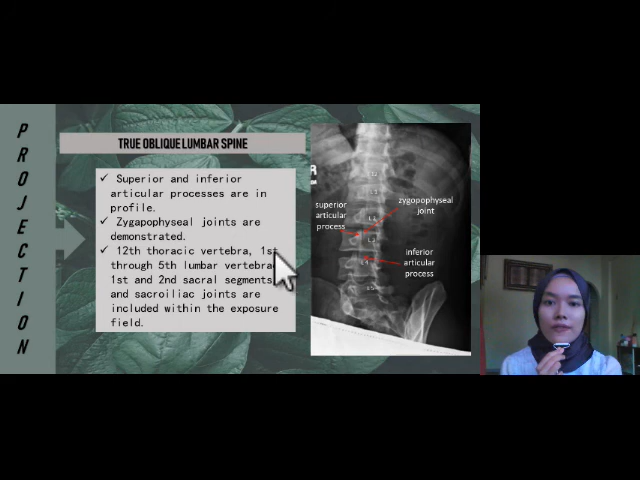 PROJECTION
TRUE OBLIQUE LUMBAR SPINE
✓ Superior and inferior
articular processes are in
profile.
✓ Zygapophyseal joints are
demonstrated.
✓ 12th thoracic vertebra, 1st
through 5th lumbar vertebra
1st and 2nd sacral segments
and sacroiliac joints are
included within the exposure
field.
R
superior
articular
process
zygopophyseal
joint
inferior
articular
process